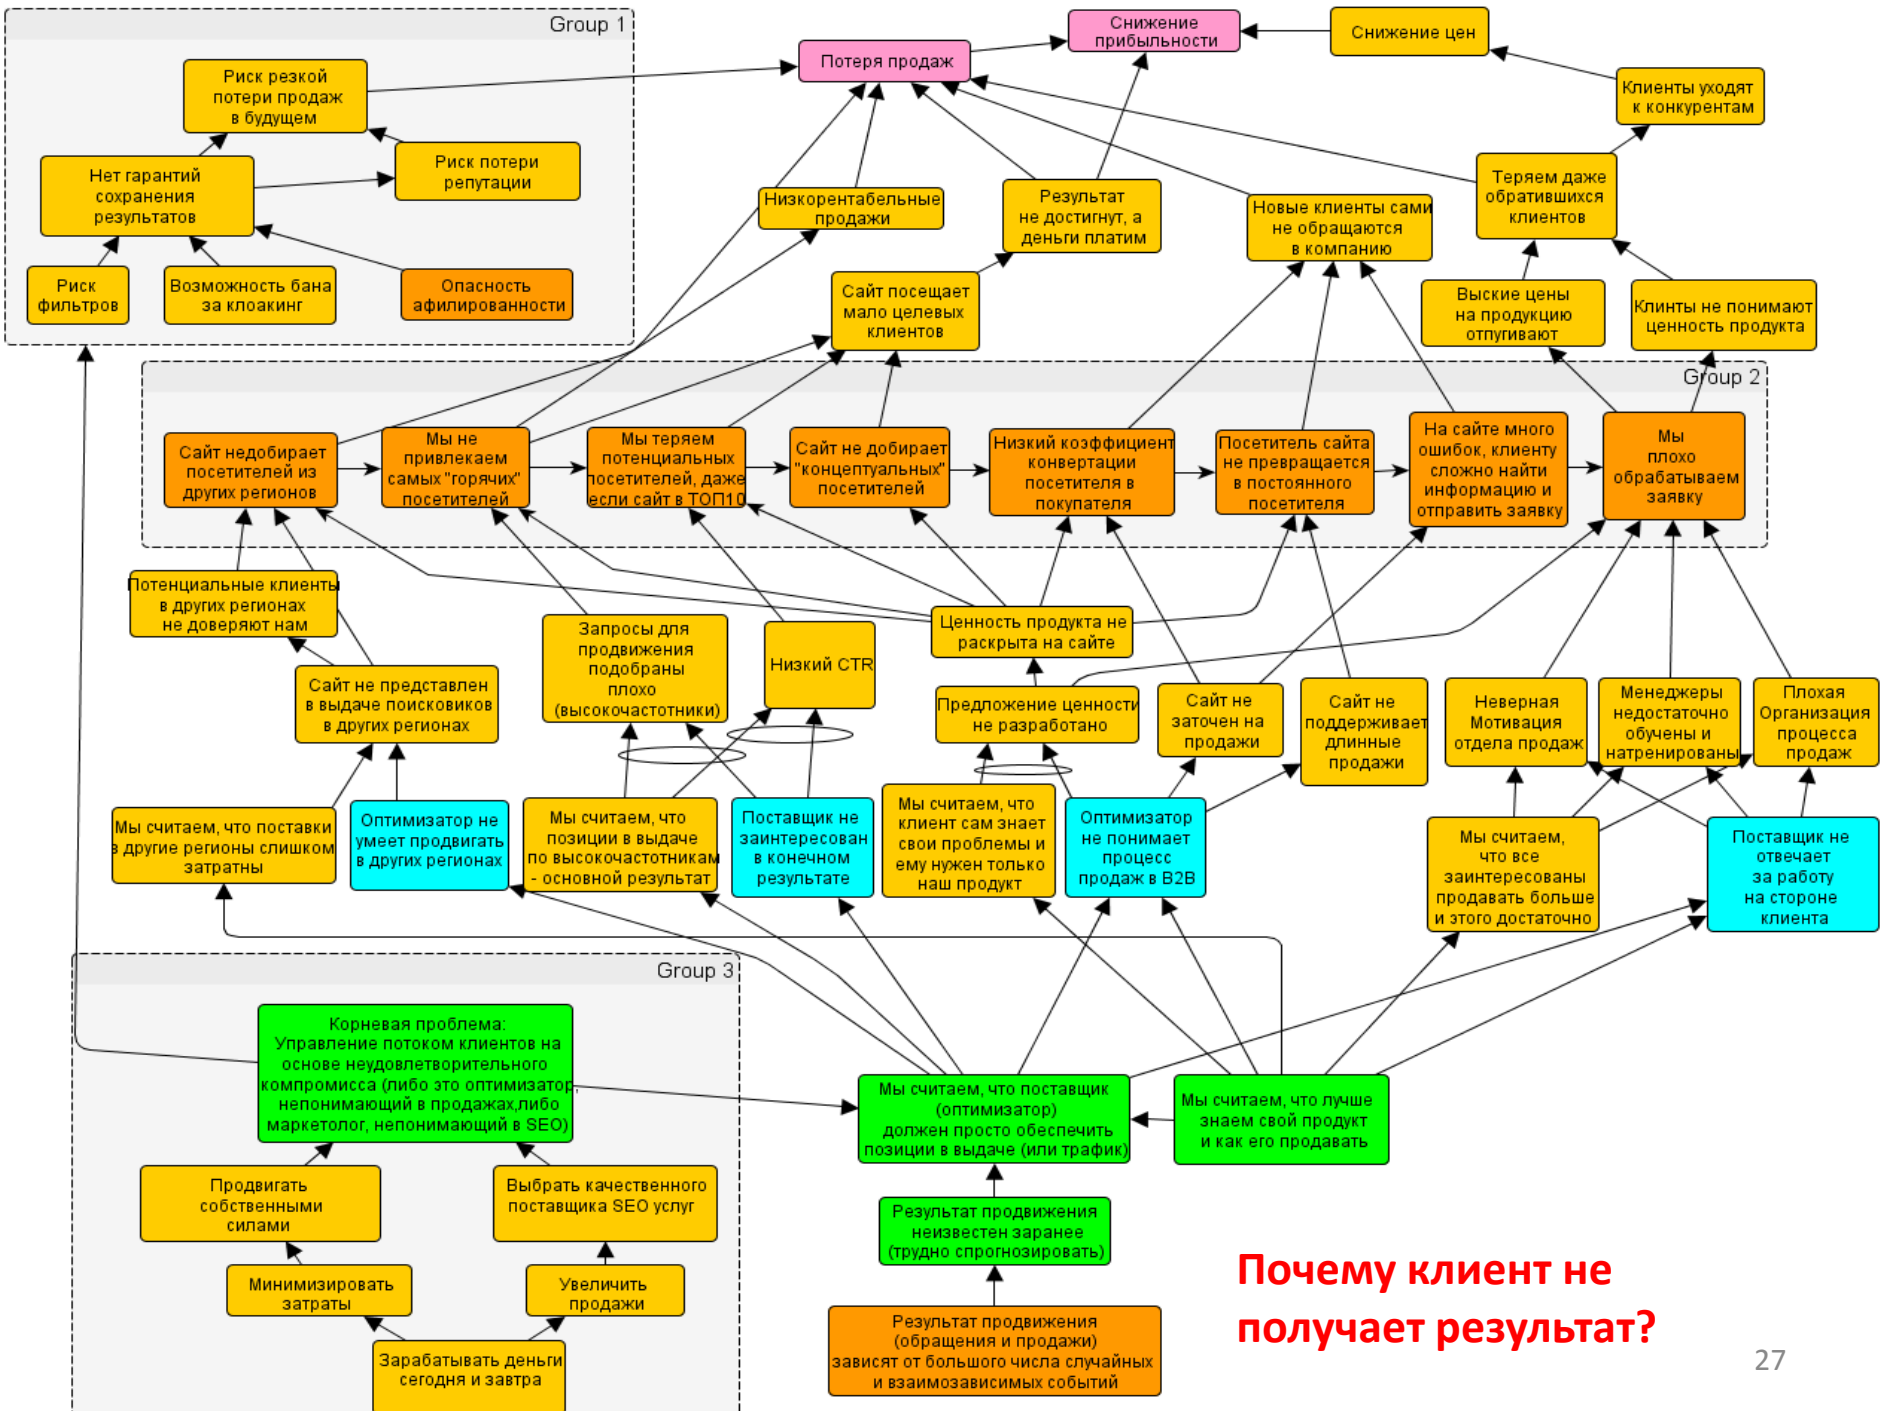 Group 1
Риск резкой
потери продаж
в будущем
Нет гарантий
сохранения
результатов
Риск потери
репутации
Риск
фильтров
Возможность бана
за клоакинг
Опасность
афилированности
Потеря продаж
Снижение
прибыльности
Снижение цен
Клиенты уходят
к конкурентам
Низкорентабельные
продажи
Результат
не достигнут, а
деньги платим
Новые клиенты сами
не обращаются
в компанию
Теряем даже
обратившихся
клиентов
Сайт посещает
мало целевых
клиентов
Выские цены
на продукцию
отпугивают
Клинты не понимают
ценность продукта
Group 2
Сайт недобирает
посетителей из
других регионов
Мы не
привлекаем
самых "горячих"
посетителей
Мы теряем
потенциальных
посетителей, даже
если сайт в ТОП10
Сайт не добирает
"концептуальных"
посетителей
Низкий коэффициент
конвертации
посетителя в
покупателя
Посетитель сайта
не превращается
в постоянного
посетителя
На сайте много
ошибок, клиенту
сложно найти
информацию и
отправить заявку
Мы
плохо
обрабатываем
заявку
Потенциальные клиенты
в других регионах
не доверяют нам
Сайт не представлен
в выдаче поисковиков
в других регионах
Запросы для
продвижения
подобраны
плохо
(высокочастотники)
Низкий CTR
Ценность продукта не
раскрыта на сайте
Предложение ценности
не разработано
Сайт не
заточен на
продажи
Сайт не
поддерживает
длинные
продажи
Неверная
Мотивация
отдела продаж
Менеджеры
недостаточно
обучены и
натренированы
Плохая
Организация
процесса
продаж
Мы считаем, что поставки
в другие регионы слишком
затратны
Оптимизатор не
умеет продвигать
в других регионах
Мы считаем, что
позиции в выдаче
по высокочастотникам
- основной результат
Поставщик не
заинтересован
в конечном
результате
Мы считаем, что
клиент сам знает
свои проблемы и
ему нужен только
наш продукт
Оптимизатор
не понимает
процесс
продаж в B2B
Мы считаем,
что все
заинтересованы
продавать больше
и этого достаточно
Поставщик не
отвечает
за работу
на стороне
клиента
Group 3
Корневая проблема:
Управление потоком клиентов на
основе неудовлетворительного
компромисса (либо это оптимизатор,
непонимающий в продажах,либо
маркетолог, непонимающий в SEO)
Продвигать
собственными
силами
Выбрать качественного
поставщика SEO услуг
Минимизировать
затраты
Увеличить
продажи
Зарабатывать деньги
сегодня и завтра
Мы считаем, что поставщик
(оптимизатор)
должен просто обеспечить
позиции в выдаче (или трафик)
Мы считаем, что лучше
знаем свой продукт
и как его продавать
Результат продвижения
неизвестен заранее
(трудно спрогнозировать)
Результат продвижения
(обращения и продажи)
зависят от большого числа случайных
и взаимозависимых событий
Почему клиент не
получает результат?
27